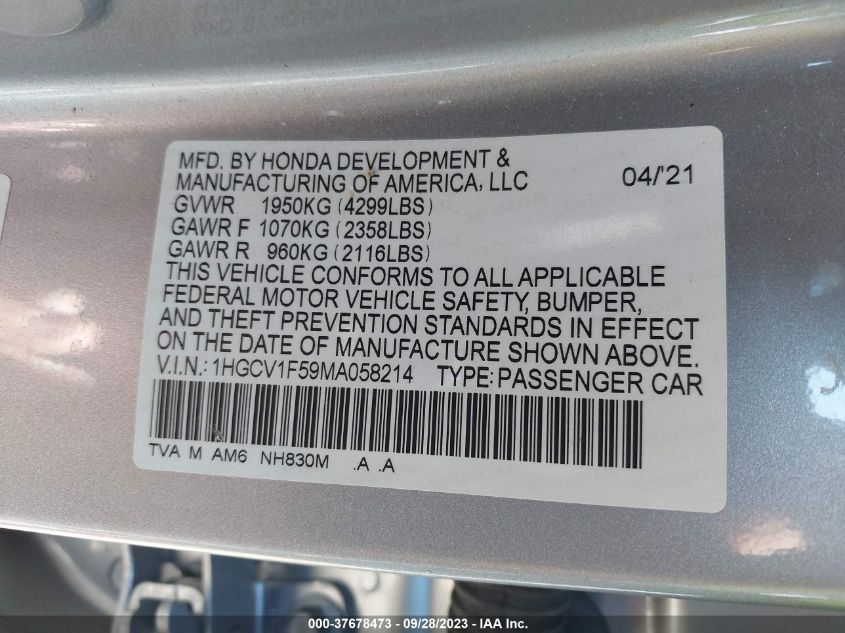 MFD. BY HONDA DEVELOPMENT &
MANUFACTURING OF AMERICA, LLC 04/'21
GVWR 1950KG (4299LBS)
GAWR F 1070KG (2358LBS)
GAWR R 960KG (2116LBS)
THIS VEHICLE CONFORMS TO ALL APPLICABLE
FEDERAL MOTOR VEHICLE SAFETY, BUMPER,
AND THEFT PREVENTION STANDARDS IN EFFECT
ON THE DATE OF MANUFACTURE SHOWN ABOVE.
V.I.N.: 1HGCV1F59MA058214 TYPE: PASSENGER CAR
TVA M AM6 NH830M .A .A
000-37678473 - 09/28/2023 - IAA Inc.